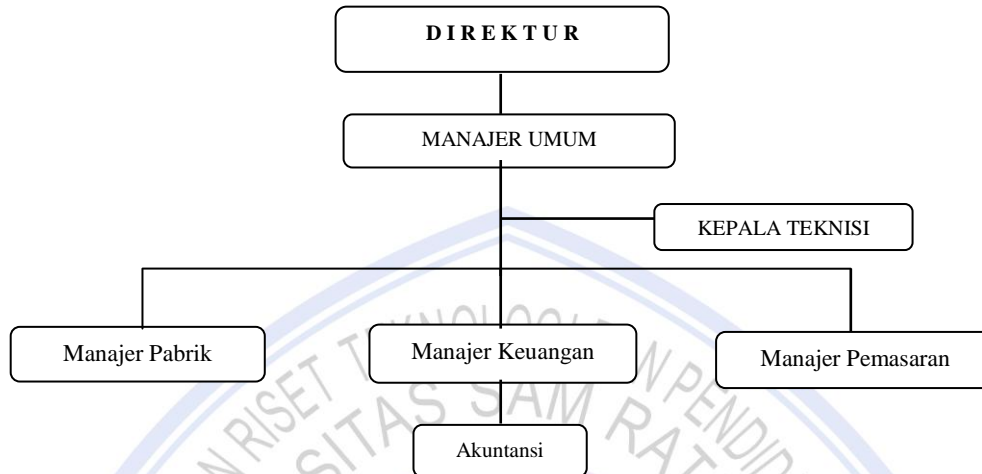 D I R E K T U R
MANAJER UMUM
KEPALA TEKNISI
Manajer Pabrik
Manajer Keuangan
Manajer Pemasaran
Akuntansi